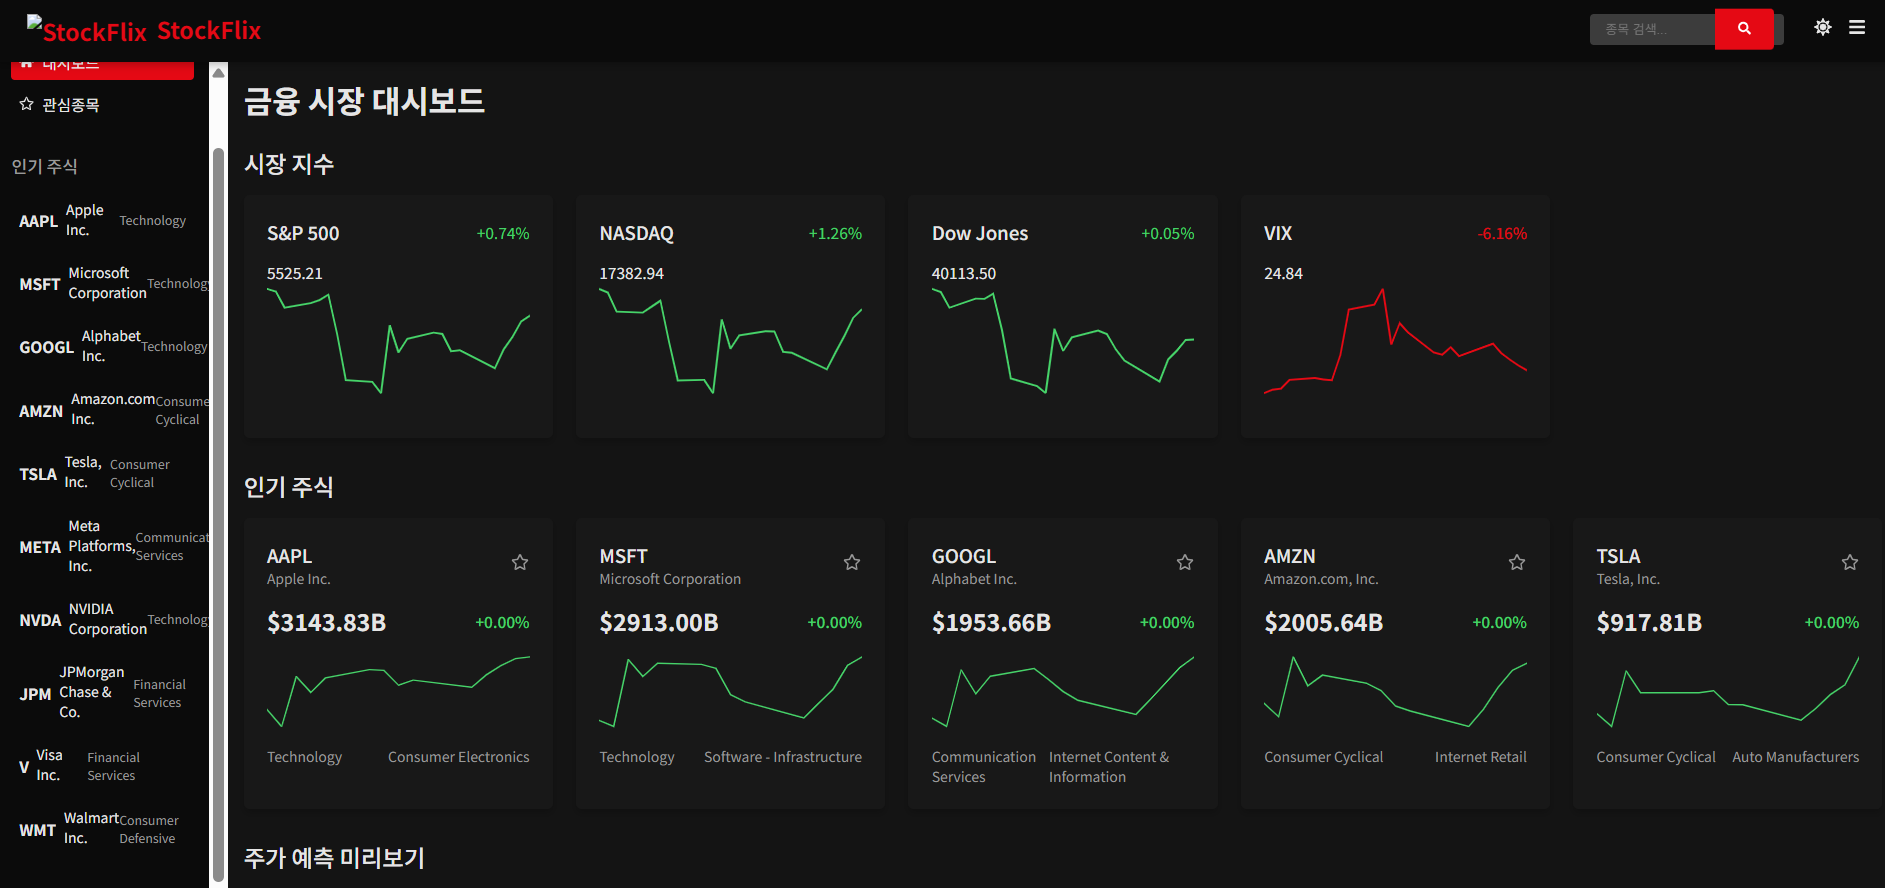 StockFlix StockFlix
종목 검색...
대시보드
관심종목
인기 주식
AAPL Apple Inc. Technology
MSFT Microsoft Corporation Technology
GOOGL Alphabet Inc. Technology
AMZN Amazon.com Inc. Consume Cyclical
TSLA Tesla, Inc. Consumer Cyclical
META Meta Platforms, Inc. Communicat Services
NVDA NVIDIA Corporation Technology
JPM JPMorgan Chase & Co. Financial Services
V Visa Inc. Financial Services
WMT Walmart Inc. Consumer Defensive
금융 시장 대시보드
시장 지수
S&P 500 +0.74%
5525.21
NASDAQ +1.26%
17382.94
Dow Jones +0.05%
40113.50
VIX -6.16%
24.84
인기 주식
AAPL
Apple Inc.
$3143.83B +0.00%
Technology Consumer Electronics
MSFT
Microsoft Corporation
$2913.00B +0.00%
Technology Software - Infrastructure
GOOGL
Alphabet Inc.
$1953.66B +0.00%
Communication Services Internet Content & Information
AMZN
Amazon.com, Inc.
$2005.64B +0.00%
Consumer Cyclical Internet Retail
TSLA
Tesla, Inc.
$917.81B +0.00%
Consumer Cyclical Auto Manufacturers
주가 예측 미리보기